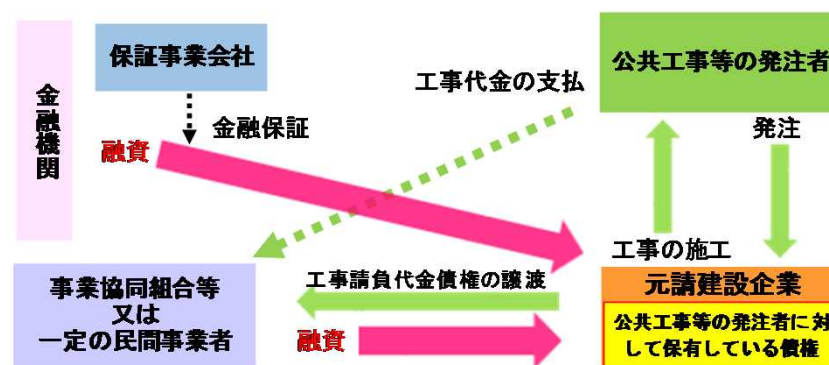 保証事業会社
公共工事等の発注者
金融機関
工事代金の支払
金融保証
発注
融資
工事の施工
事業協同組合等
又は
一定の民間事業者
工事請負代金債権の譲渡
融資
元請建設企業
公共工事等の発注者に対
して保有している債権